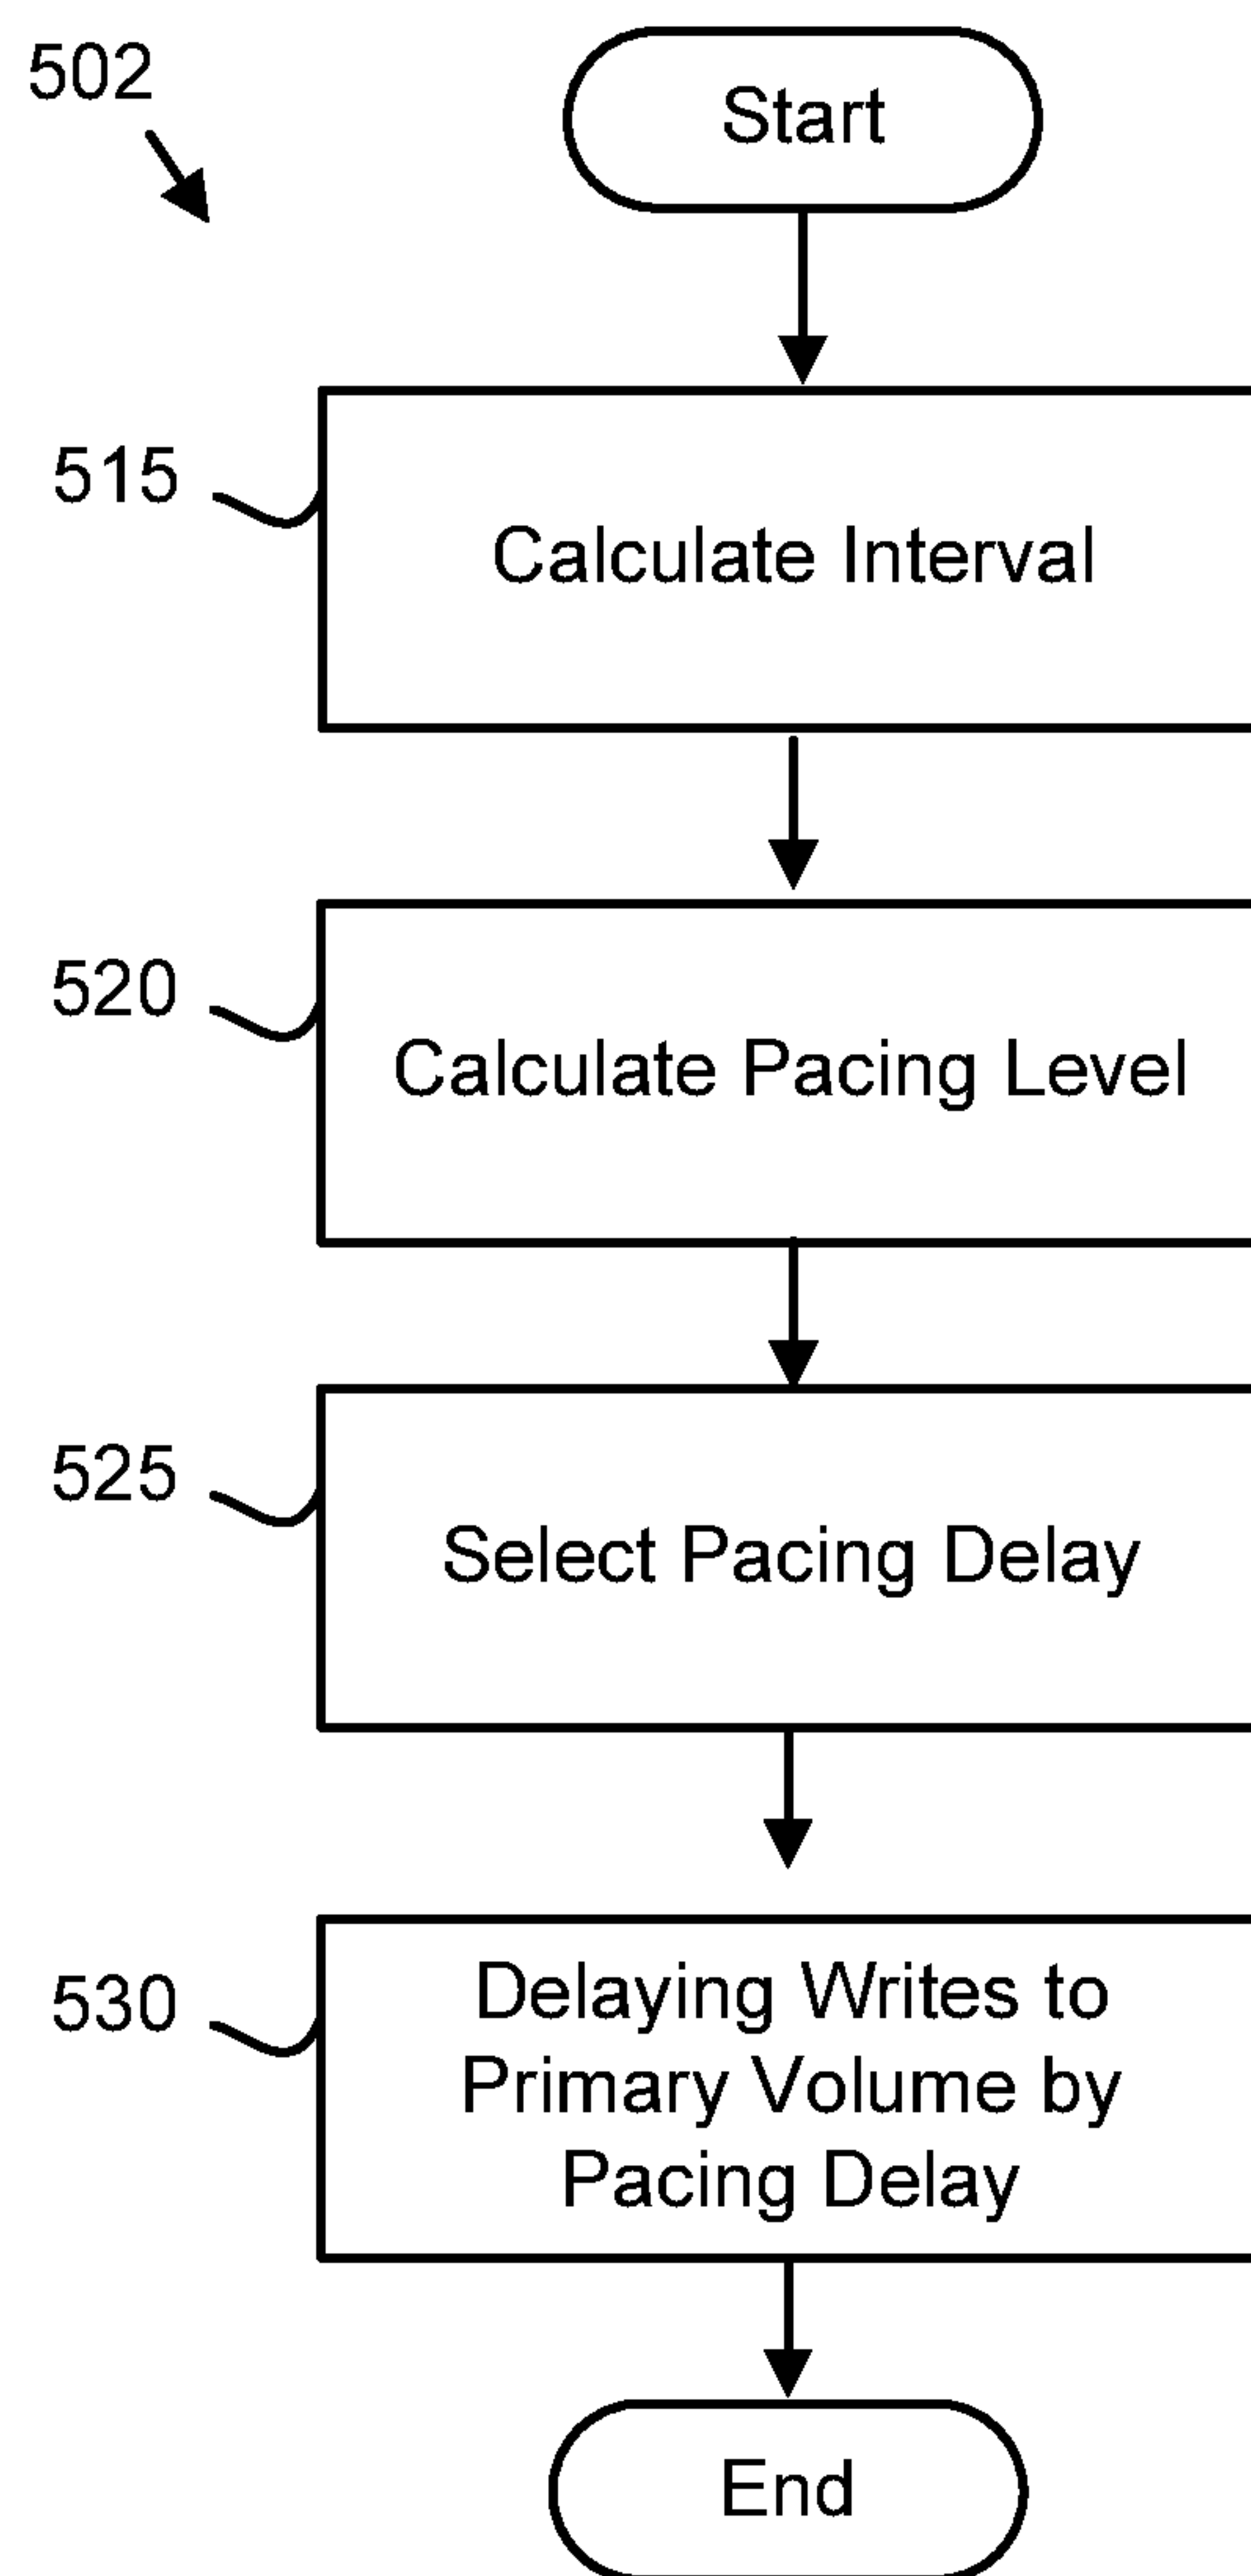 502
Start
515
Calculate Interval
520
Calculate Pacing Level
525
Select Pacing Delay
530
Delaying Writes to
Primary Volume by
Pacing Delay
End